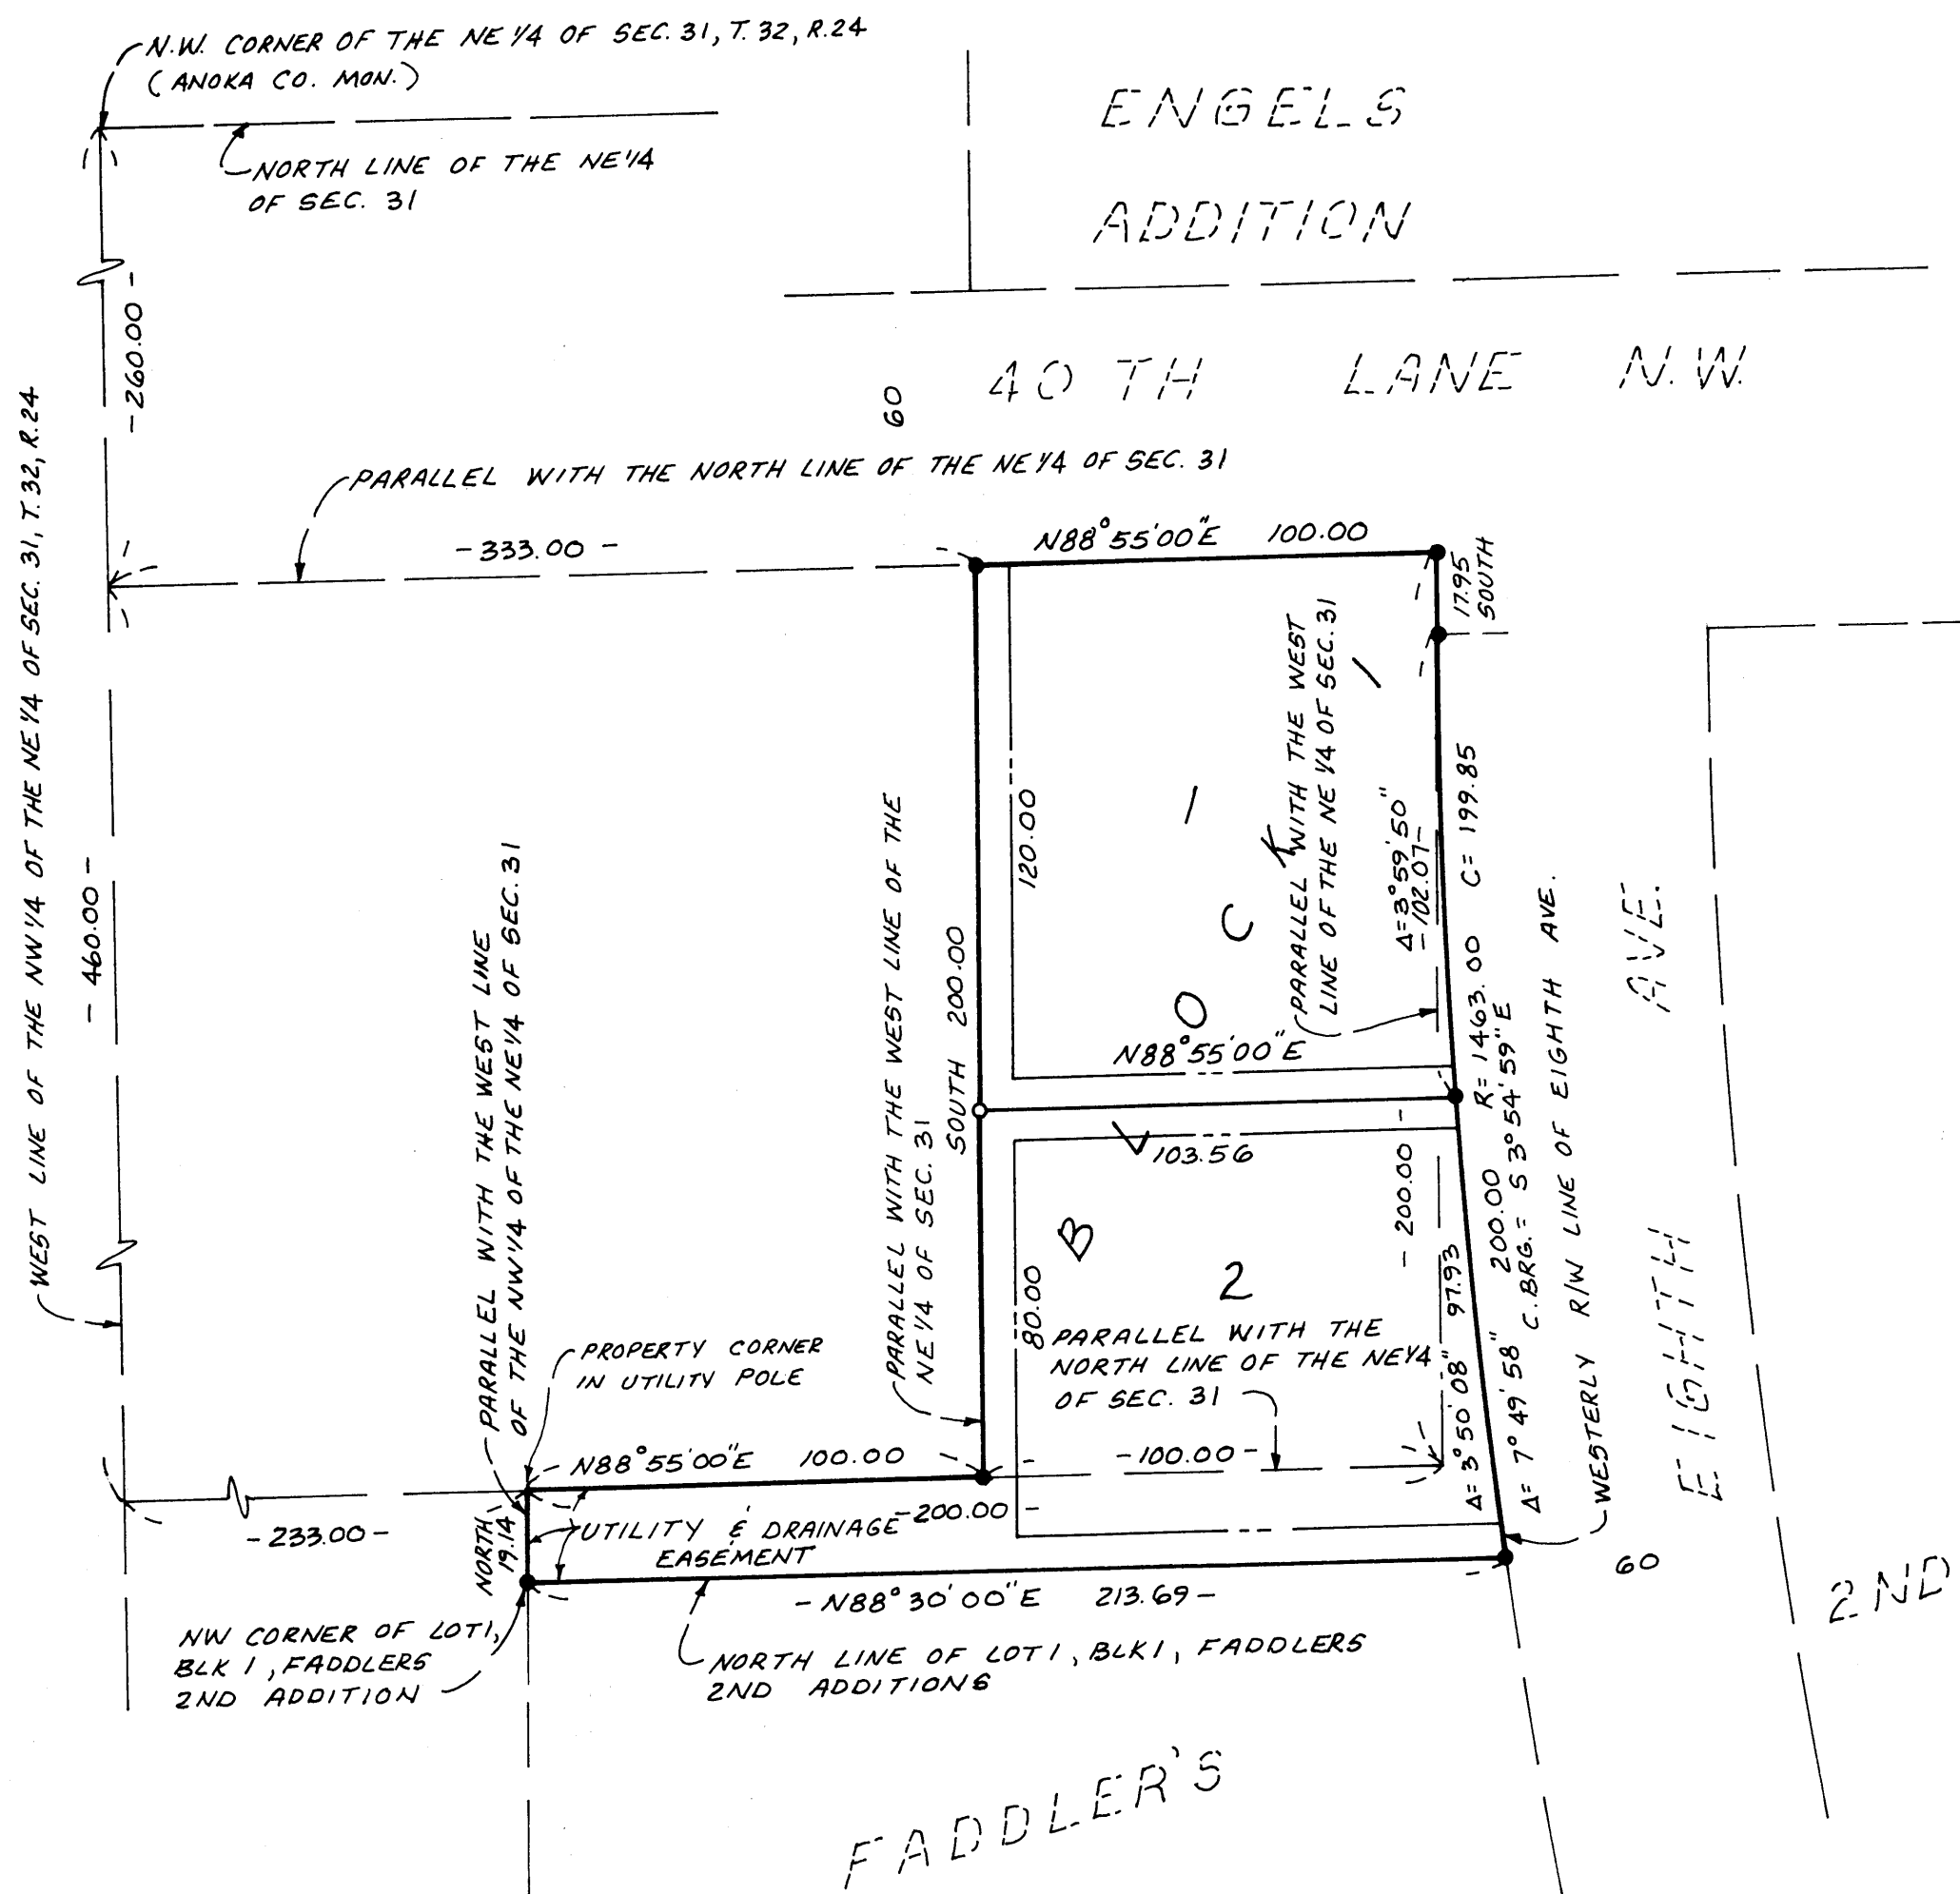 N.W. CORNER OF THE NE 1/4 OF SEC. 31, T. 32, R.24
(ANOKA CO. MON.)
NORTH LINE OF THE NE 1/4
OF SEC. 31
ENGELS
ADDITION
-260.00-
40TH LANE N.W.
60
PARALLEL WITH THE NORTH LINE OF THE NE 1/4 OF SEC. 31
WEST LINE OF THE NW 1/4 OF THE NE 1/4 OF SEC. 31, T. 32, R.24
-333.00-
N88°55'00"E 100.00
17.95
SOUTH
PARALLEL WITH THE WEST
LINE OF THE NE 1/4 OF SEC. 31
1
120.00
1
BLOCK
Δ=3°59'50"
-102.07-
R=1463.00 C=199.85
-460.00-
PARALLEL WITH THE WEST LINE
OF THE NW 1/4 OF THE NE 1/4 OF SEC. 31
PARALLEL WITH THE WEST LINE OF THE
NE 1/4 OF SEC. 31
SOUTH 200.00
N88°55'00"E
103.56
-200.00-
Δ=3°50'08" 97.93
Δ=7°49'58" 200.00
C. BRG.= S 3°54'59"E
WESTERLY R/W LINE OF EIGHTH AVE.
EIGHTH AVE.
80.00
2
PARALLEL WITH THE
NORTH LINE OF THE NE 1/4
OF SEC. 31
PROPERTY CORNER
IN UTILITY POLE
N88°55'00"E 100.00
-100.00-
-200.00-
-233.00-
NORTH
19.14
UTILITY & DRAINAGE
EASEMENT
-N88°30'00"E 213.69-
60
2ND
NW CORNER OF LOT 1,
BLK 1, FADDLERS
2ND ADDITION
NORTH LINE OF LOT 1, BLK 1, FADDLERS
2ND ADDITIONS
FADDLER'S